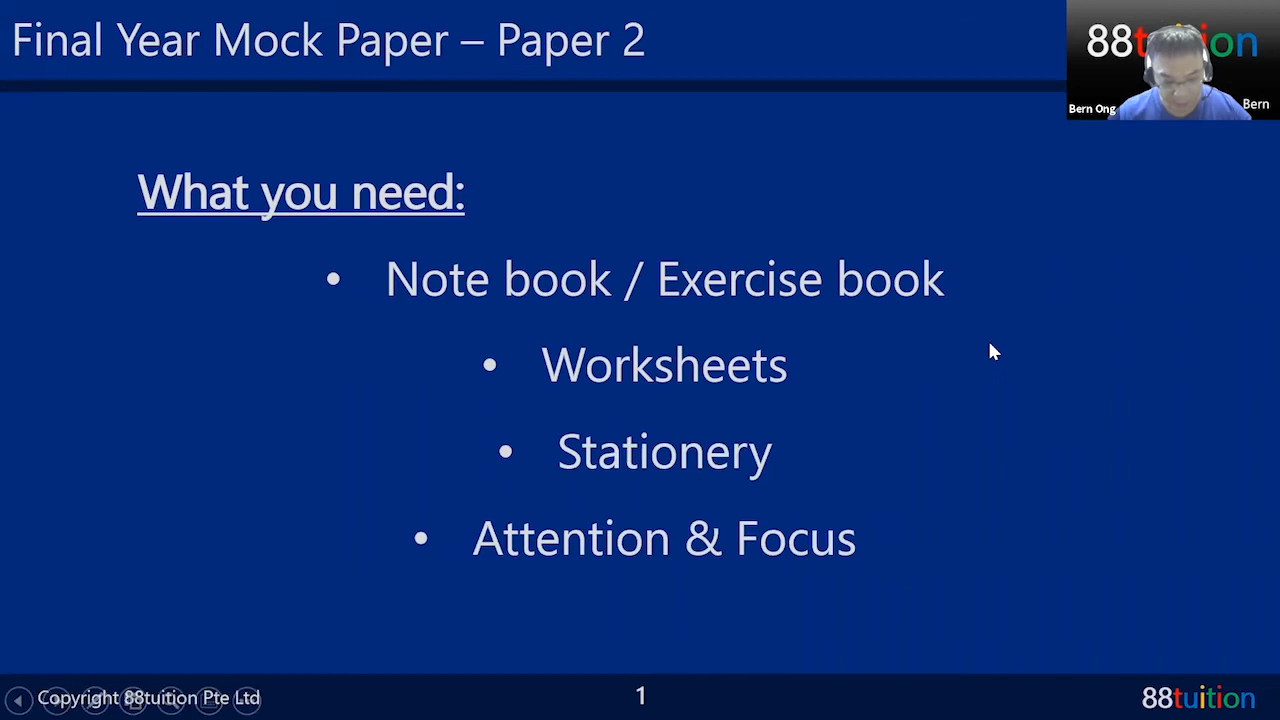 Final Year Mock Paper – Paper 2
88tuition
Bern Ong
Bern
What you need:
• Note book / Exercise book
• Worksheets
• Stationery
• Attention & Focus
Copyright 88tuition Pte Ltd
1
88tuition